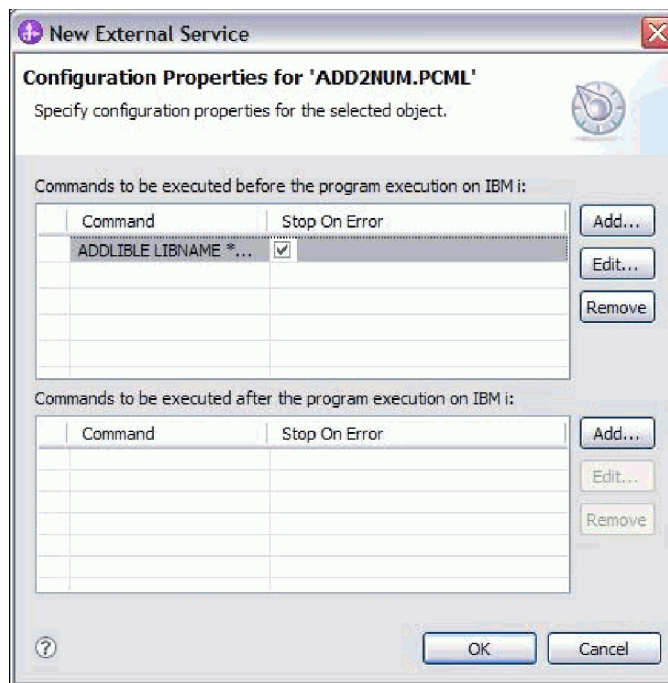 New External Service
Configuration Properties for 'ADD2NUM.PCML'
Specify configuration properties for the selected object.
Commands to be executed before the program execution on IBM i:
Command Stop On Error Add...
ADDLIBLE LIBNAME *... Edit...
Remove
Commands to be executed after the program execution on IBM i:
Command Stop On Error Add...
Edit...
Remove
? OK Cancel